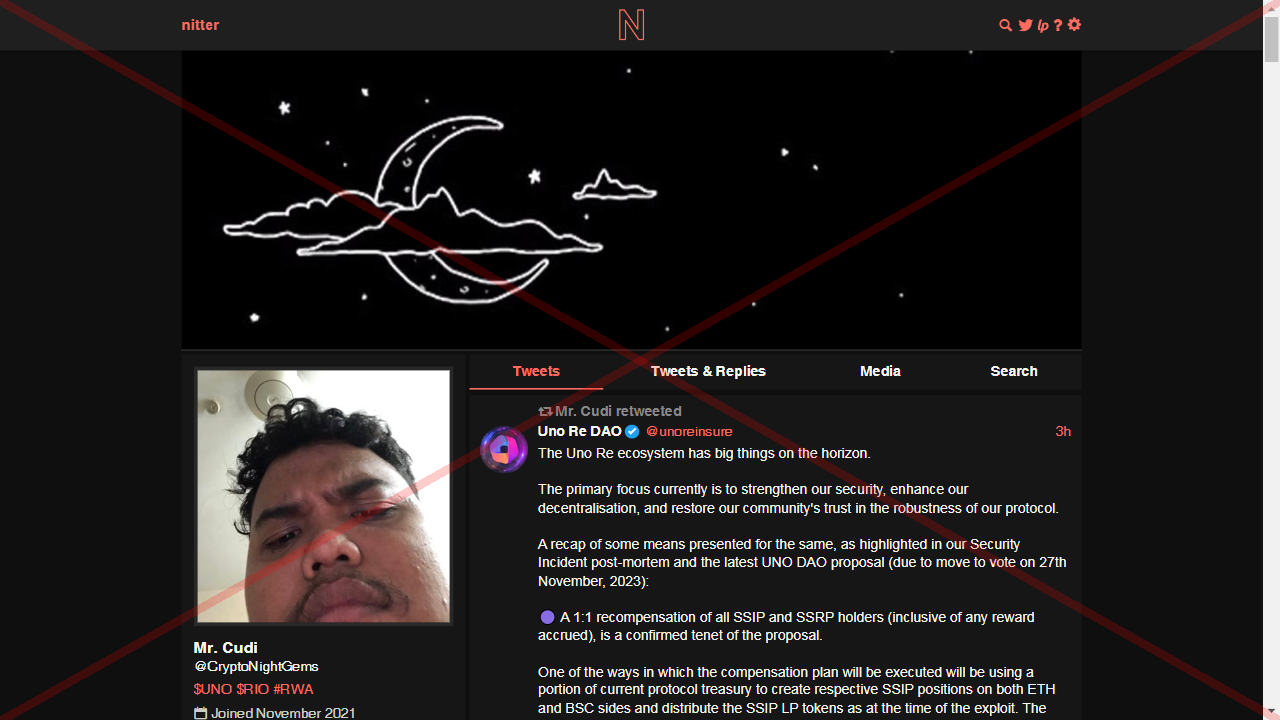 nitter
N
lp ?
Tweets
Tweets & Replies
Media
Search
Mr. Cudi retweeted
Uno Re DAO @unoreinsure 3h
The Uno Re ecosystem has big things on the horizon.
The primary focus currently is to strengthen our security, enhance our
decentralisation, and restore our community's trust in the robustness of our protocol.
A recap of some means presented for the same, as highlighted in our Security
Incident post-mortem and the latest UNO DAO proposal (due to move to vote on 27th
November, 2023):
🟣 A 1:1 recompensation of all SSIP and SSRP holders (inclusive of any reward
accrued), is a confirmed tenet of the proposal.
One of the ways in which the compensation plan will be executed will be using a
portion of current protocol treasury to create respective SSIP positions on both ETH
and BSC sides and distribute the SSIP LP tokens as at the time of the exploit. The
Mr. Cudi
@CryptoNightGems
$UNO $RIO #RWA
Joined November 2021